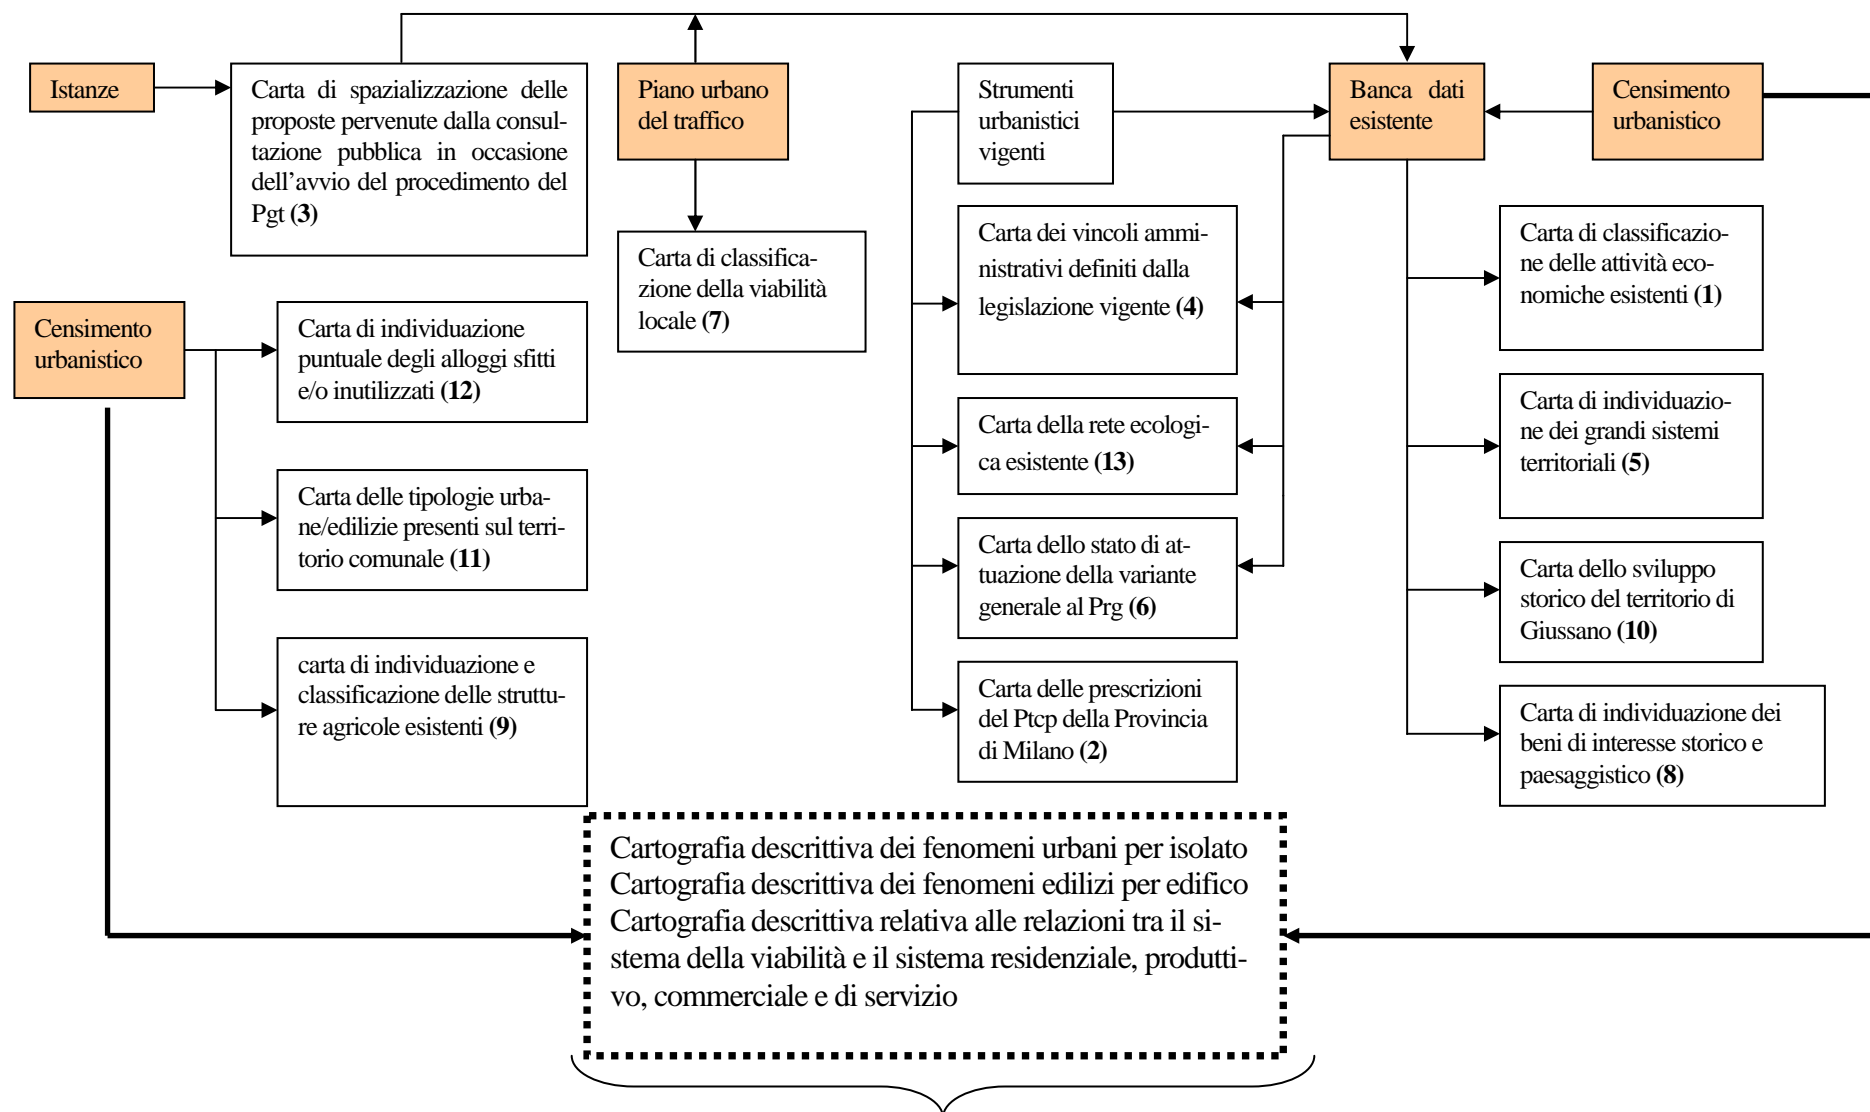 Istanze
Carta di spazializzazione delle
proposte pervenute dalla consul-
tazione pubblica in occasione
dell'avvio del procedimento del
Pgt (3)
Piano urbano
del traffico
Strumenti
urbanistici
vigenti
Banca dati
esistente
Censimento
urbanistico
Carta di classifica-
zione della viabilità
locale (7)
Carta dei vincoli ammi-
nistrativi definiti dalla
legislazione vigente (4)
Carta di classificazio-
ne delle attività eco-
nomiche esistenti (1)
Censimento
urbanistico
Carta di individuazione
puntuale degli alloggi sfitti
e/o inutilizzati (12)
Carta della rete ecologi-
ca esistente (13)
Carta di individuazio-
ne dei grandi sistemi
territoriali (5)
Carta delle tipologie urba-
ne/edilizie presenti sul terri-
torio comunale (11)
Carta dello stato di at-
tuazione della variante
generale al Prg (6)
Carta dello sviluppo
storico del territorio di
Giussano (10)
carta di individuazione e
classificazione delle struttu-
re agricole esistenti (9)
Carta delle prescrizioni
del Ptcp della Provincia
di Milano (2)
Carta di individuazione dei
beni di interesse storico e
paesaggistico (8)
Cartografia descrittiva dei fenomeni urbani per isolato
Cartografia descrittiva dei fenomeni edilizi per edifico
Cartografia descrittiva relativa alle relazioni tra il si-
stema della viabilità e il sistema residenziale, produtti-
vo, commerciale e di servizio